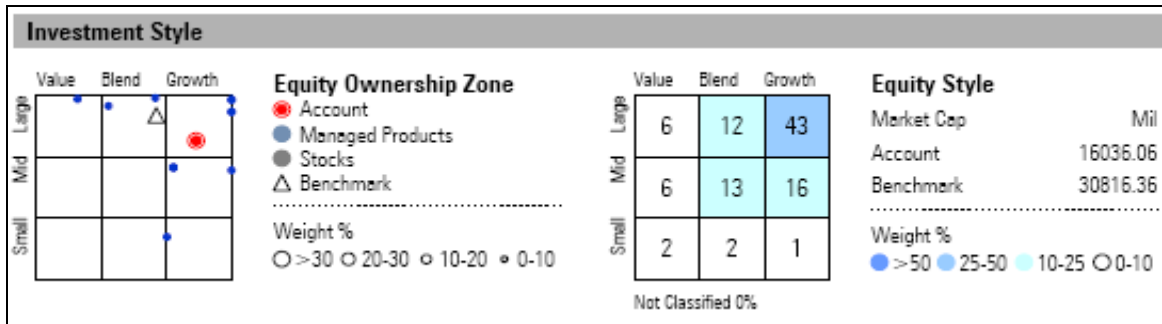 Investment Style
Value Blend Growth
Large
Mid
Small
Equity Ownership Zone
Account
Managed Products
Stocks
Benchmark
Weight %
>30 20-30 10-20 0-10
Value Blend Growth
Large
Mid
Small
6 12 43
6 13 16
2 2 1
Not Classified 0%
Equity Style
Market Cap Mil
Account 16036.06
Benchmark 30816.36
Weight %
>50 25-50 10-25 0-10